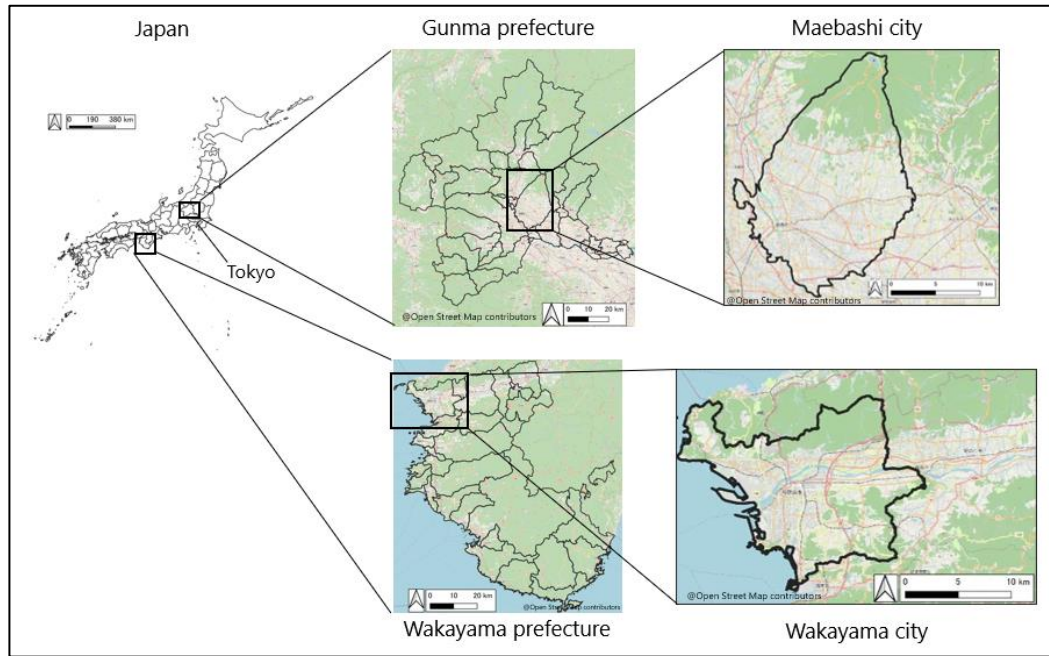 Japan
Gunma prefecture
Maebashi city
0 190 380 km
Tokyo
0 10 20 km
@Open Street Map contributors
0 5 10 km
@Open Street Map contributors
0 10 20 km
@Open Street Map contributors
0 5 10 km
@Open Street Map contributors
Wakayama prefecture
Wakayama city